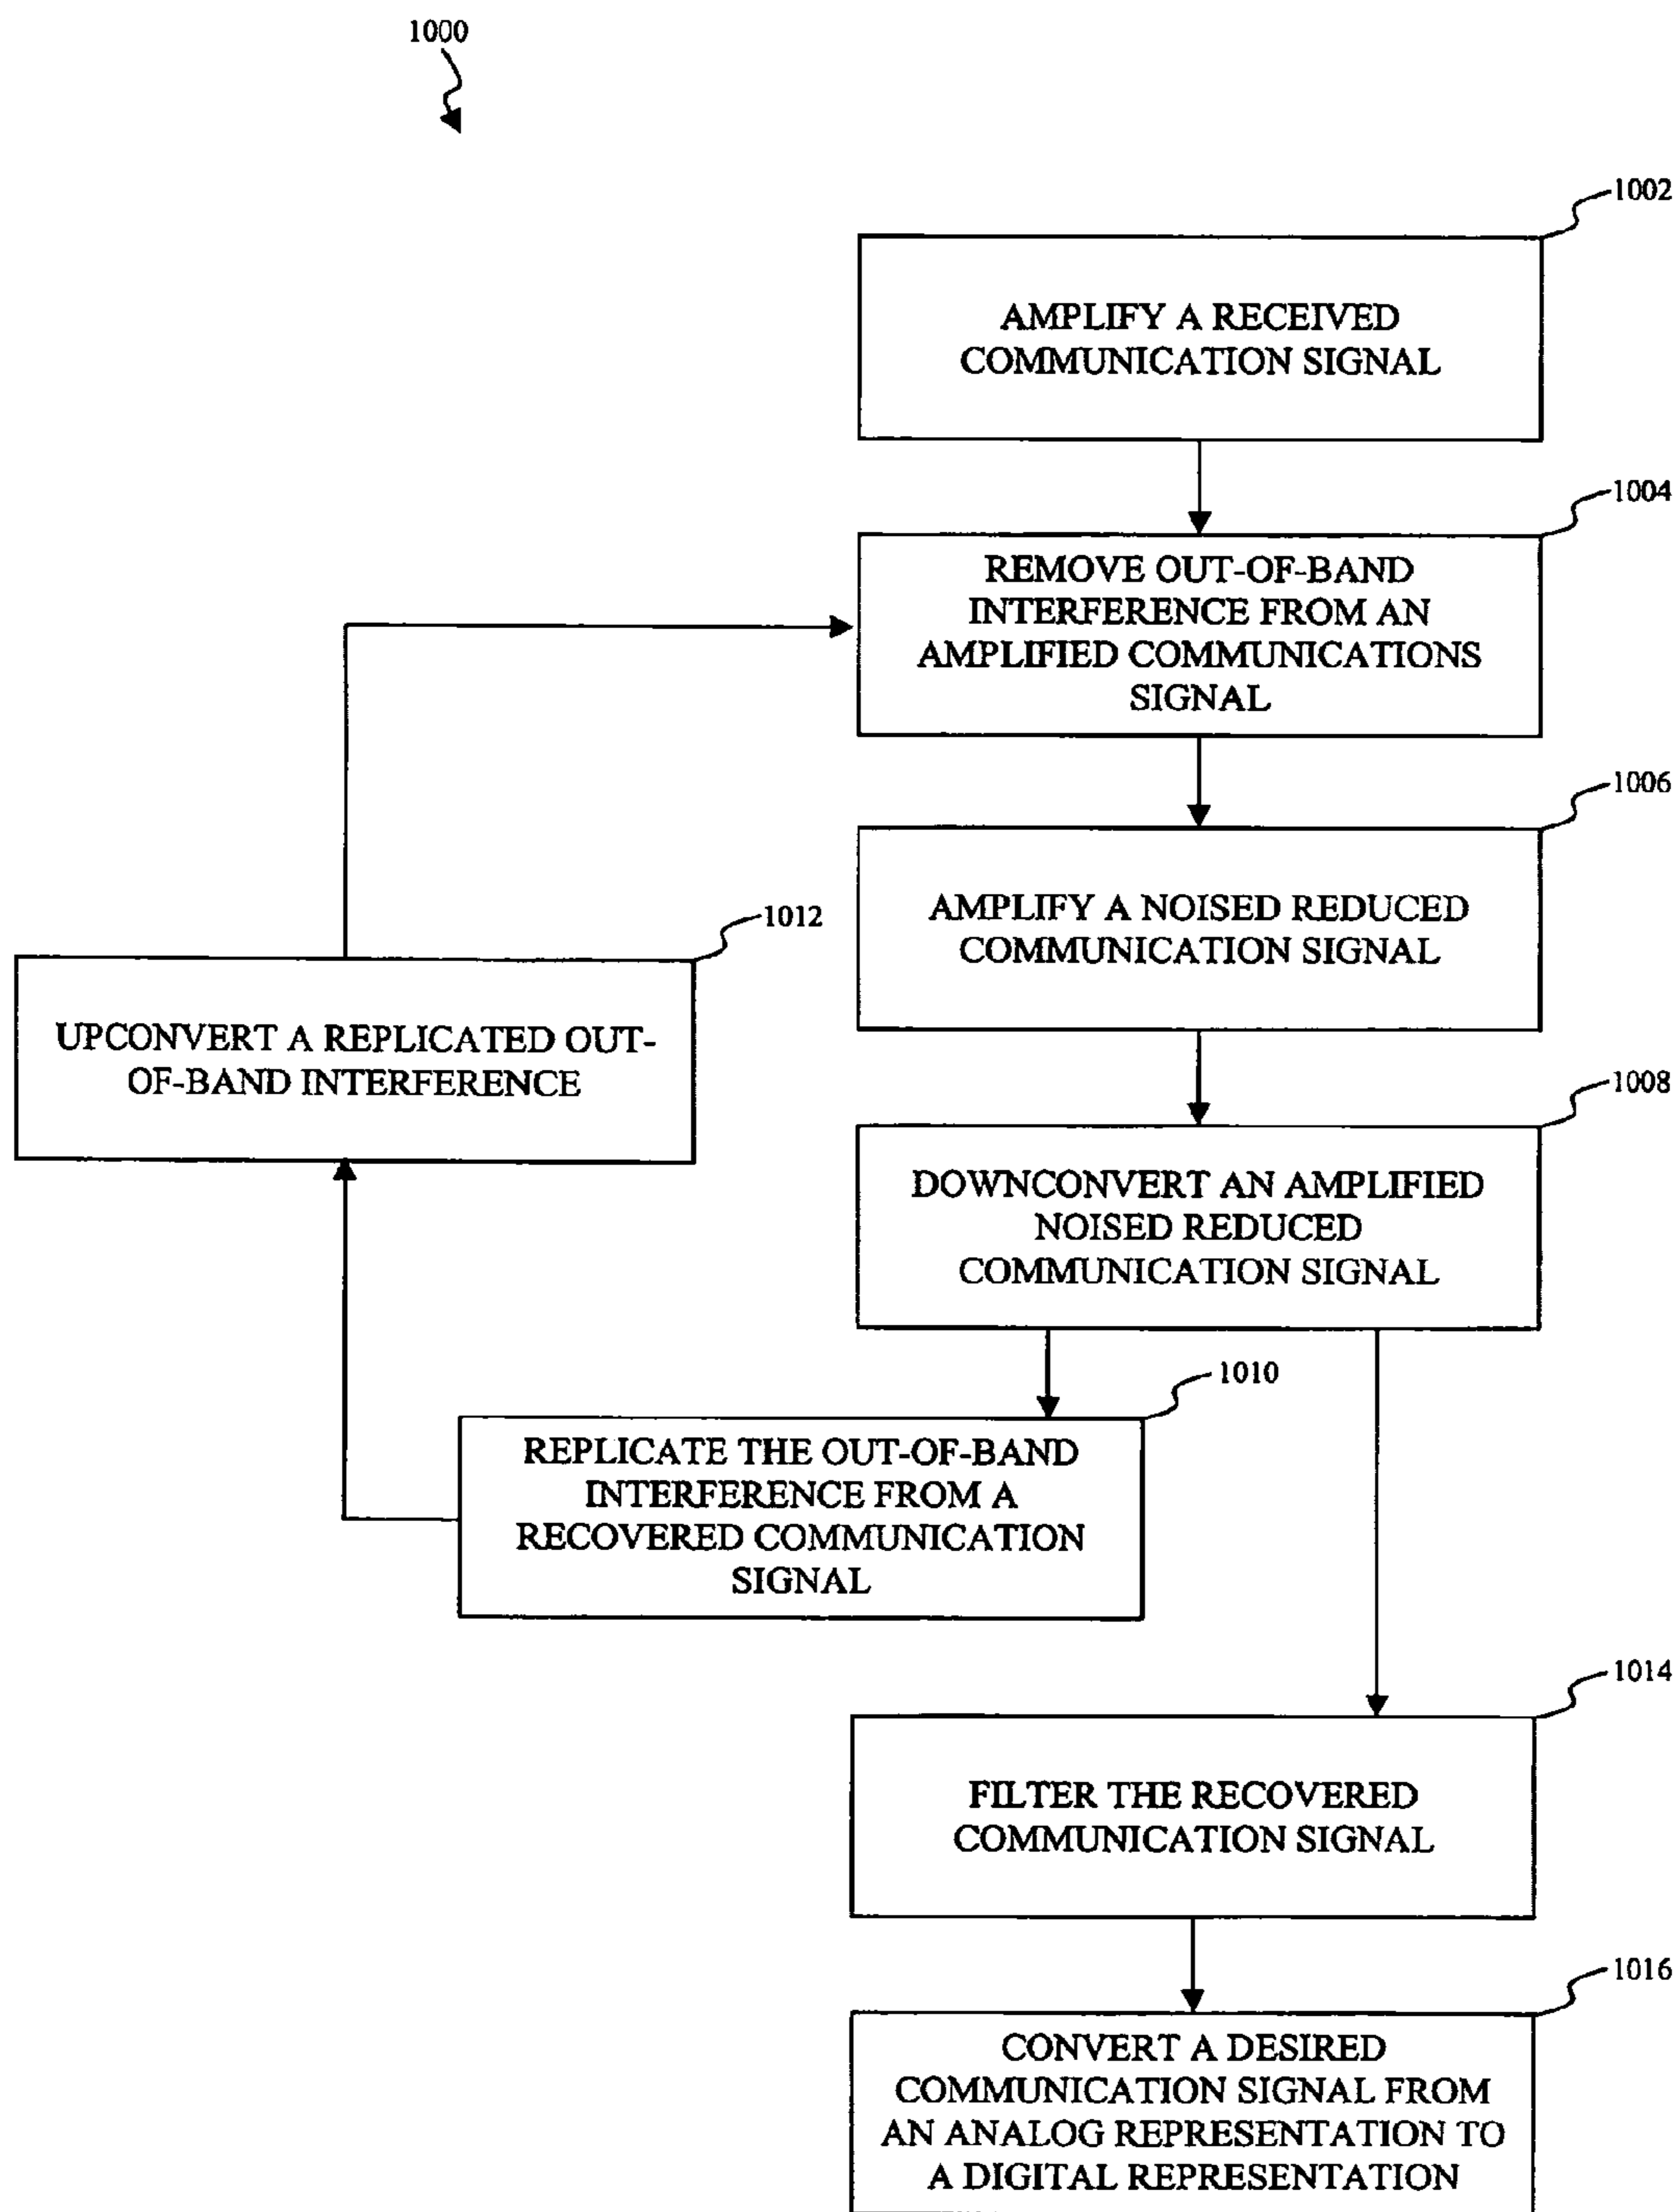 1000
1002
AMPLIFY A RECEIVED
COMMUNICATION SIGNAL
1004
REMOVE OUT-OF-BAND
INTERFERENCE FROM AN
AMPLIFIED COMMUNICATIONS
SIGNAL
1006
AMPLIFY A NOISED REDUCED
COMMUNICATION SIGNAL
1012
UPCONVERT A REPLICATED OUT-
OF-BAND INTERFERENCE
1008
DOWNCONVERT AN AMPLIFIED
NOISED REDUCED
COMMUNICATION SIGNAL
1010
REPLICATE THE OUT-OF-BAND
INTERFERENCE FROM A
RECOVERED COMMUNICATION
SIGNAL
1014
FILTER THE RECOVERED
COMMUNICATION SIGNAL
1016
CONVERT A DESIRED
COMMUNICATION SIGNAL FROM
AN ANALOG REPRESENTATION TO
A DIGITAL REPRESENTATION